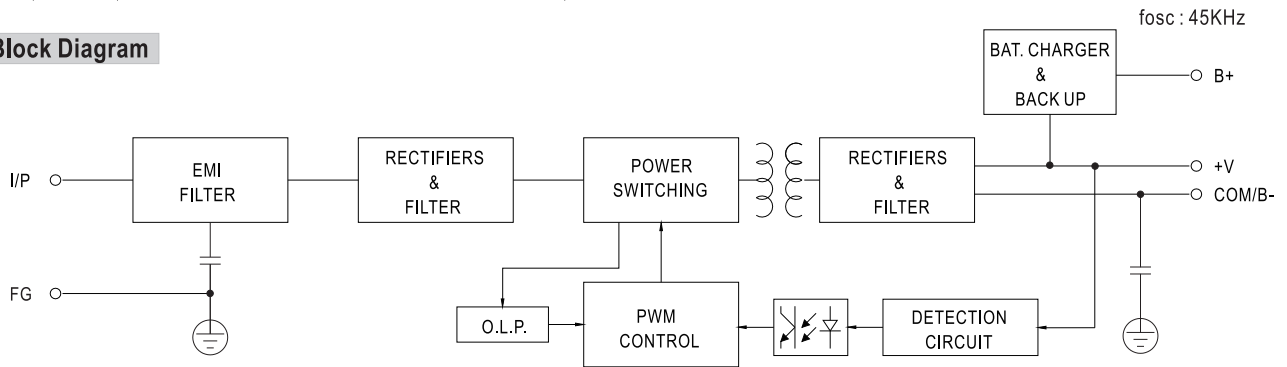 fosc : 45KHz
Block Diagram
BAT. CHARGER
&
BACK UP
B+
I/P
EMI
FILTER
RECTIFIERS
&
FILTER
POWER
SWITCHING
RECTIFIERS
&
FILTER
+V
COM/B-
FG
O.L.P.
PWM
CONTROL
DETECTION
CIRCUIT